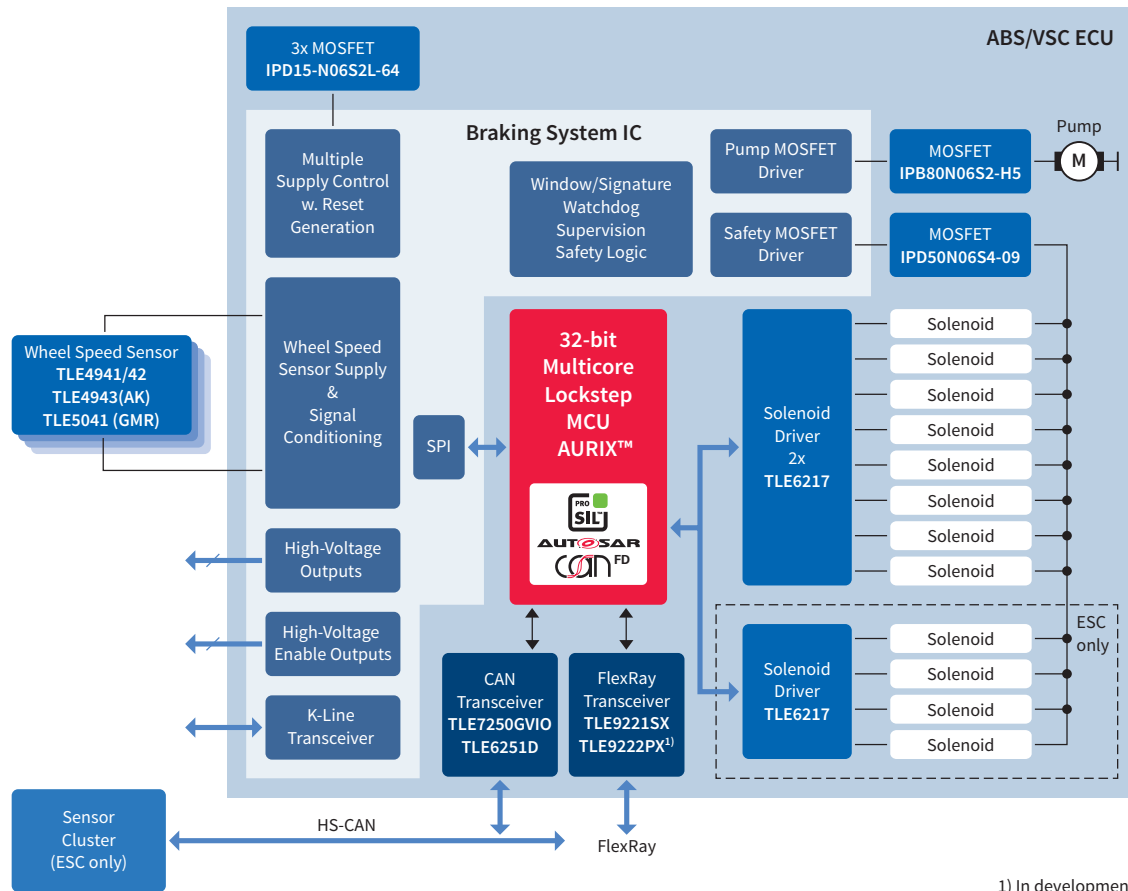 ABS/VSC ECU
3x MOSFET
IPD15-N06S2L-64
Braking System IC
Multiple
Supply Control
w. Reset
Generation
Window/Signature
Watchdog
Supervision
Safety Logic
Pump MOSFET
Driver
MOSFET
IPB80N06S2-H5
Pump
M
Safety MOSFET
Driver
MOSFET
IPD50N06S4-09
Wheel Speed Sensor
TLE4941/42
TLE4943(AK)
TLE5041 (GMR)
Wheel Speed
Sensor Supply
&
Signal
Conditioning
SPI
32-bit
Multicore
Lockstep
MCU
AURIX™
PRO
SIL™
AUTOSAR
CAN FD
Solenoid
Driver
2x
TLE6217
Solenoid
Solenoid
Solenoid
Solenoid
Solenoid
Solenoid
Solenoid
Solenoid
High-Voltage
Outputs
High-Voltage
Enable Outputs
K-Line
Transceiver
CAN
Transceiver
TLE7250GVIO
TLE6251D
FlexRay
Transceiver
TLE9221SX
TLE9222PX1)
Solenoid
Driver
TLE6217
Solenoid
Solenoid
Solenoid
Solenoid
ESC
only
Sensor
Cluster
(ESC only)
HS-CAN
FlexRay
1) In development